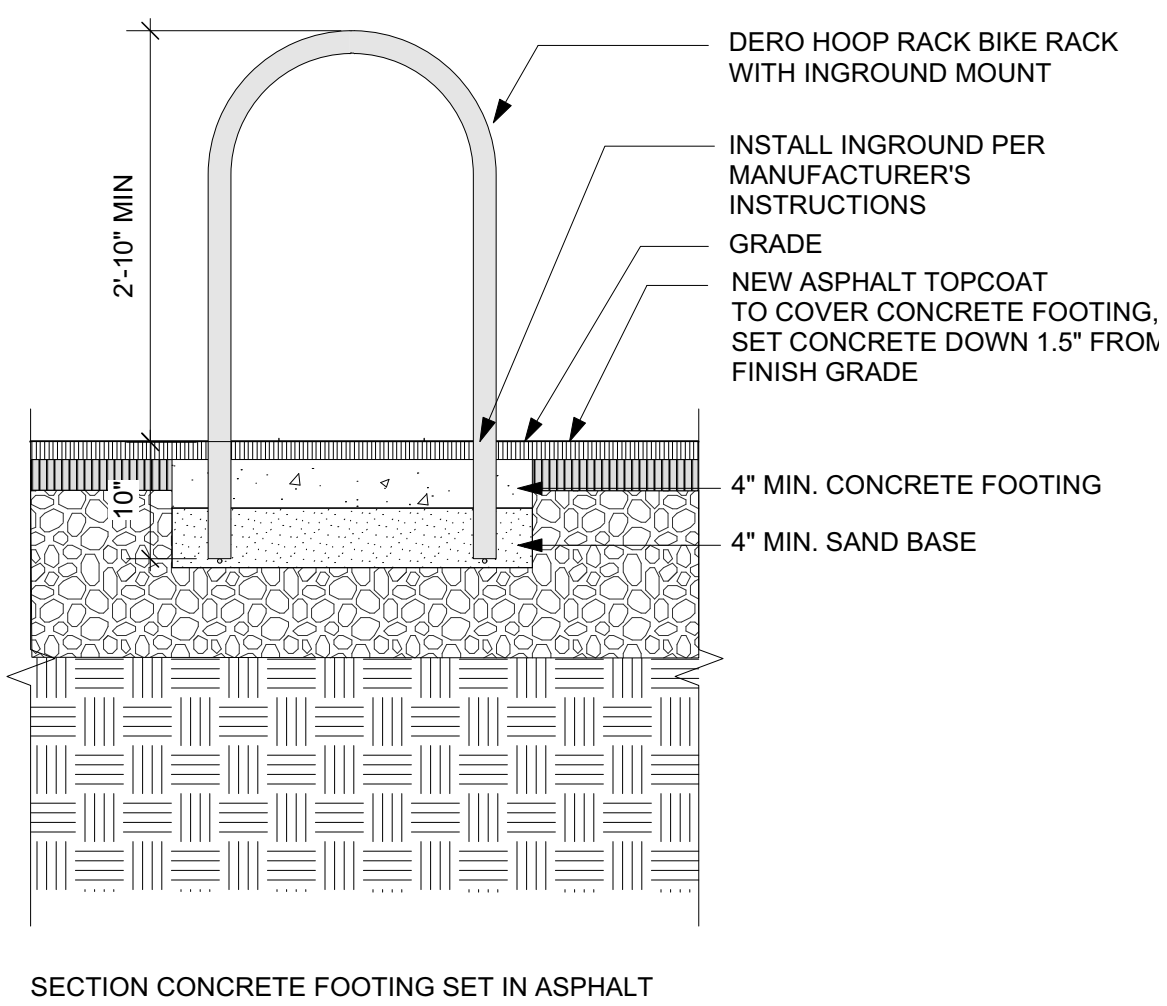 DERO HOOP RACK BIKE RACK
WITH INGROUND MOUNT
INSTALL INGROUND PER
MANUFACTURER'S
INSTRUCTIONS
GRADE
NEW ASPHALT TOPCOAT
TO COVER CONCRETE FOOTING,
SET CONCRETE DOWN 1.5" FROM
FINISH GRADE
2'-10" MIN
10"
4" MIN. CONCRETE FOOTING
4" MIN. SAND BASE
SECTION CONCRETE FOOTING SET IN ASPHALT